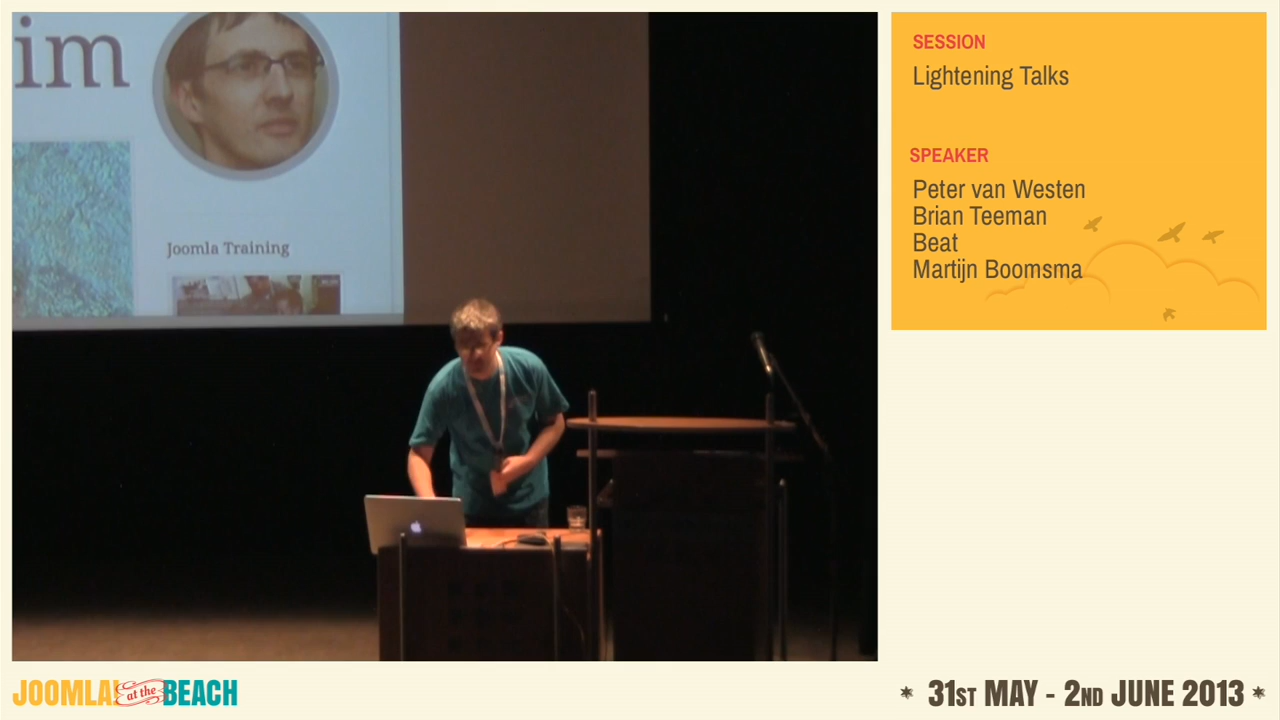 im
Joomla Training
SESSION
Lightening Talks
SPEAKER
Peter van Westen
Brian Teeman
Beat
Martijn Boomsma
JOOMLA! at the BEACH
* 31ST MAY - 2ND JUNE 2013 *